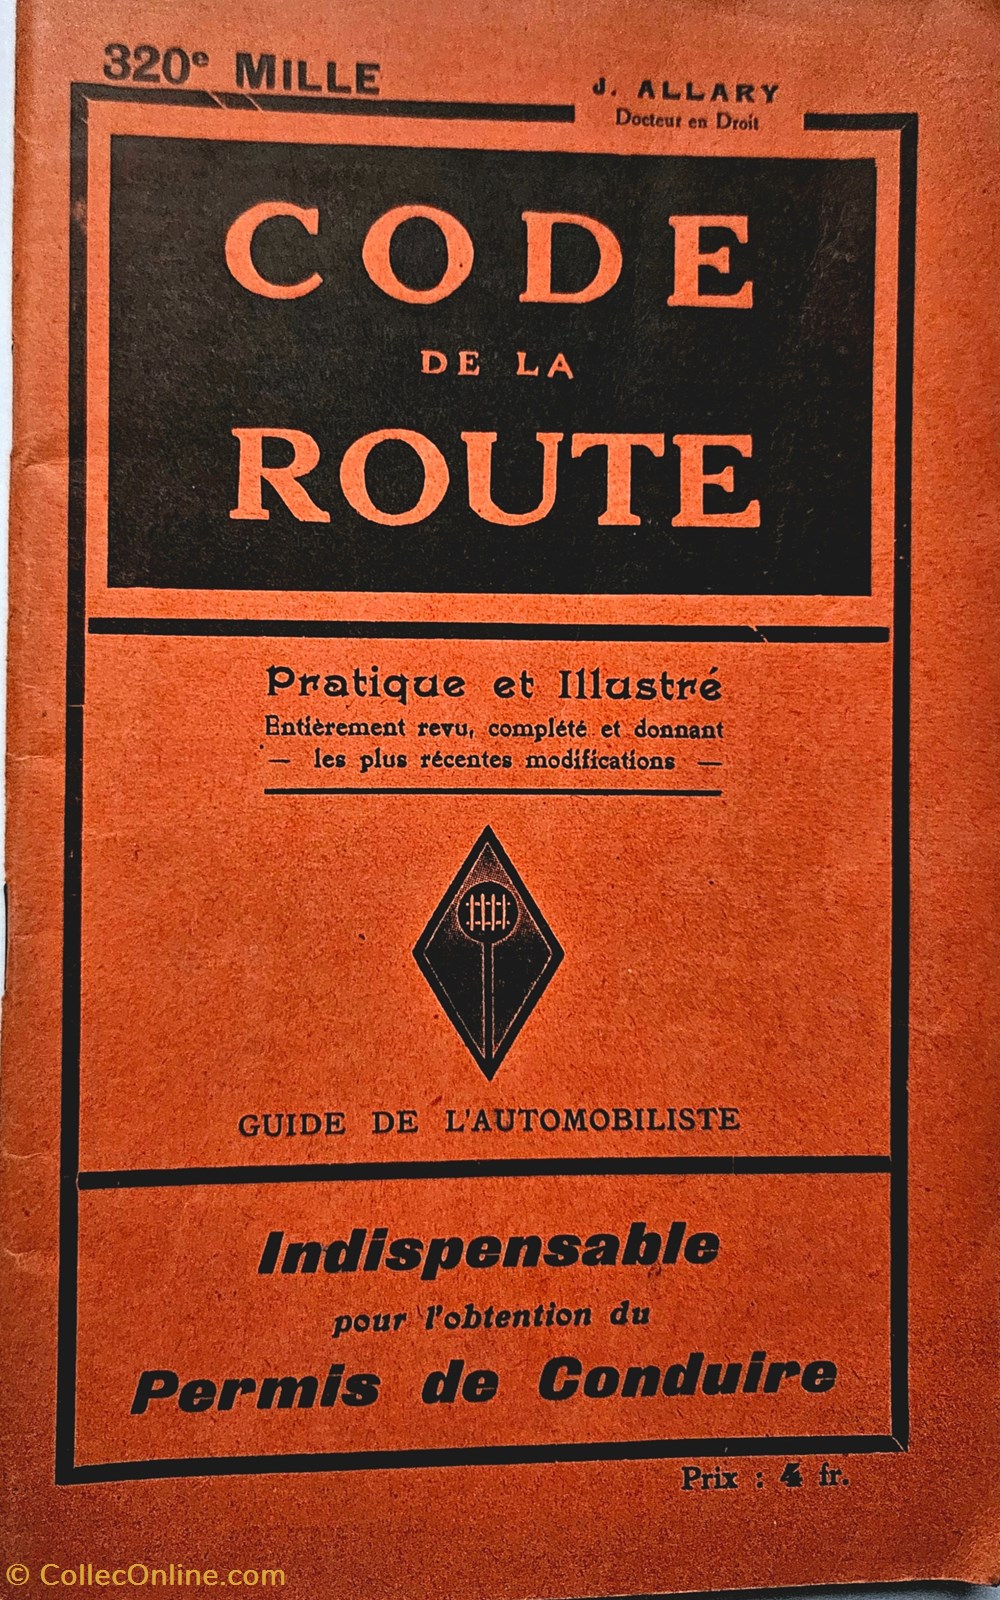 320e MILLE
J. ALLARY
Docteur en Droit
CODE
DE LA
ROUTE
Pratique et Illustré
Entièrement revu, complété et donnant
— les plus récentes modifications —
GUIDE DE L'AUTOMOBILISTE
Indispensable
pour l'obtention du
Permis de Conduire
Prix : 4 fr.
© CollecOnline.com